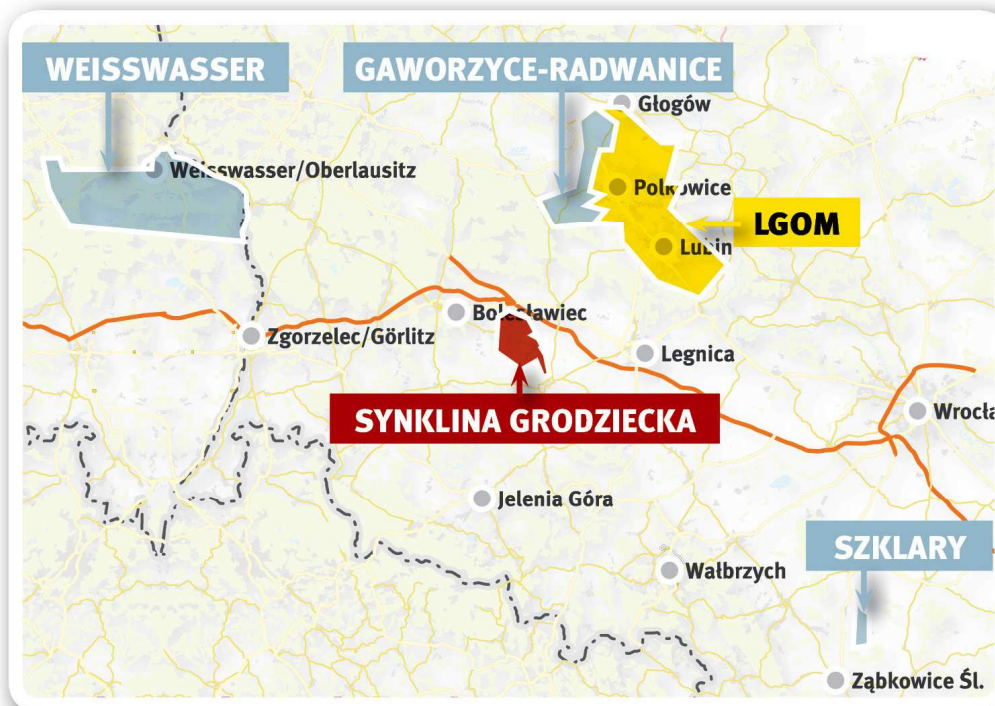 WEISSWASSER
GAWORZYCE-RADWANICE
Głogów
Weisswasser/Oberlausitz
Polkowice
LGOM
Lubin
Bolesławiec
Zgorzelec/Görlitz
Legnica
SYNKLINA GRODZIECKA
Wrocła
Jelenia Góra
SZKLARY
Wałbrzych
Ząbkowice Śl.